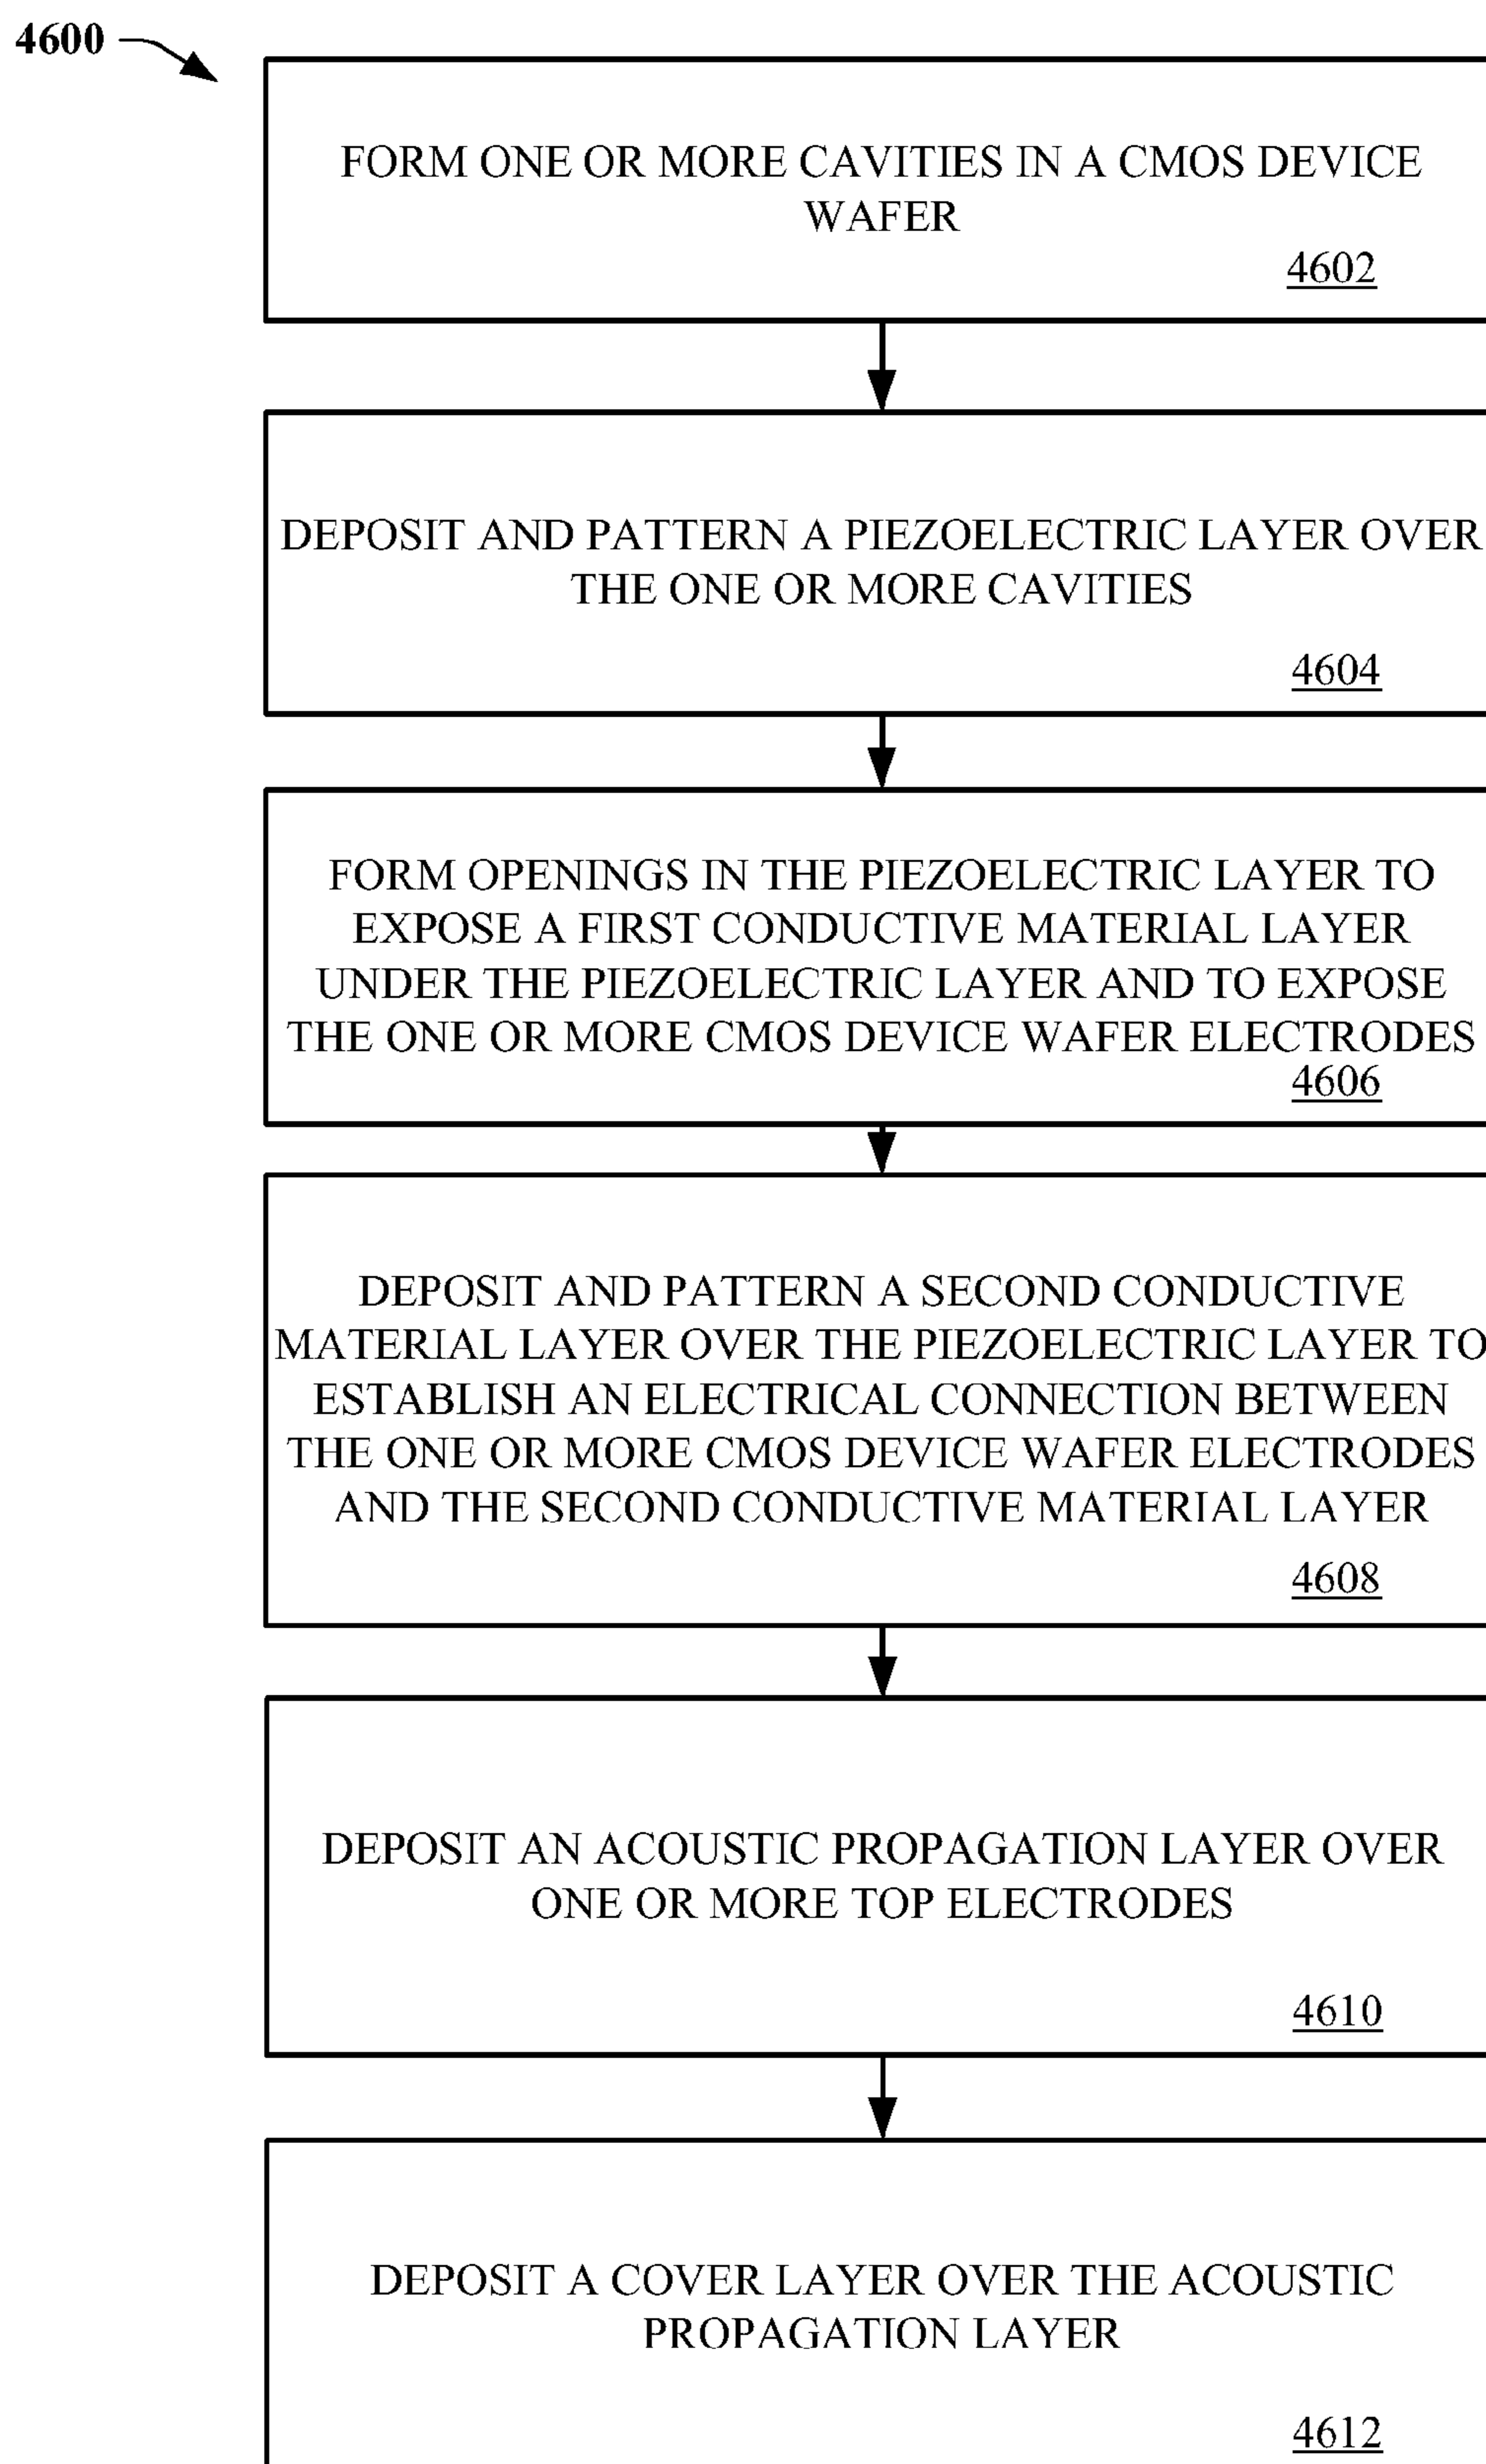 4600
FORM ONE OR MORE CAVITIES IN A CMOS DEVICE
WAFER
4602
DEPOSIT AND PATTERN A PIEZOELECTRIC LAYER OVER
THE ONE OR MORE CAVITIES
4604
FORM OPENINGS IN THE PIEZOELECTRIC LAYER TO
EXPOSE A FIRST CONDUCTIVE MATERIAL LAYER
UNDER THE PIEZOELECTRIC LAYER AND TO EXPOSE
THE ONE OR MORE CMOS DEVICE WAFER ELECTRODES
4606
DEPOSIT AND PATTERN A SECOND CONDUCTIVE
MATERIAL LAYER OVER THE PIEZOELECTRIC LAYER TO
ESTABLISH AN ELECTRICAL CONNECTION BETWEEN
THE ONE OR MORE CMOS DEVICE WAFER ELECTRODES
AND THE SECOND CONDUCTIVE MATERIAL LAYER
4608
DEPOSIT AN ACOUSTIC PROPAGATION LAYER OVER
ONE OR MORE TOP ELECTRODES
4610
DEPOSIT A COVER LAYER OVER THE ACOUSTIC
PROPAGATION LAYER
4612